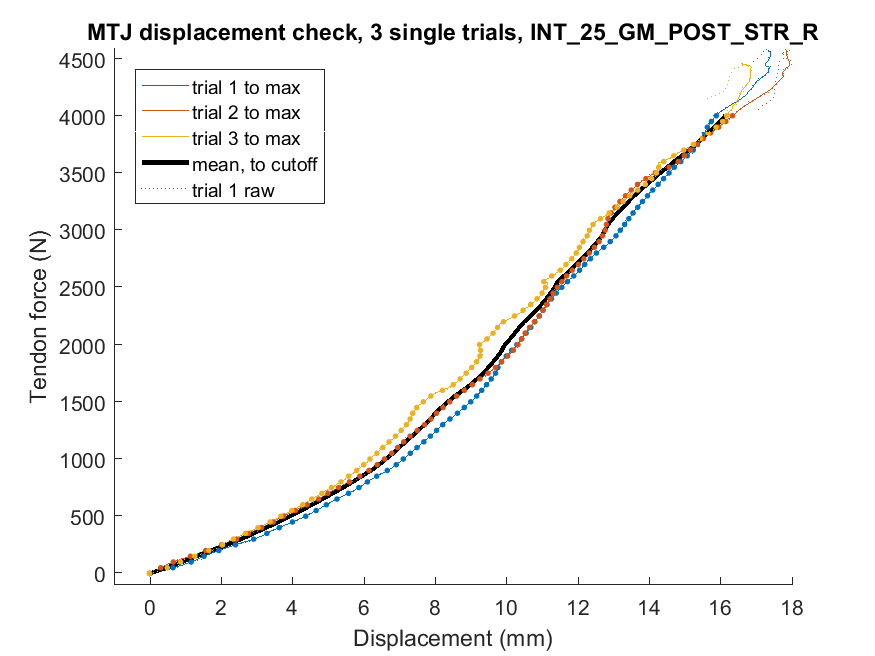 MTJ displacement check, 3 single trials, INT_25_GM_POST_STR_R
4500
4000
3500
3000
2500
2000
1500
1000
500
0
Tendon force (N)
trial 1 to max
trial 2 to max
trial 3 to max
mean, to cutoff
trial 1 raw
0 2 4 6 8 10 12 14 16 18
Displacement (mm)